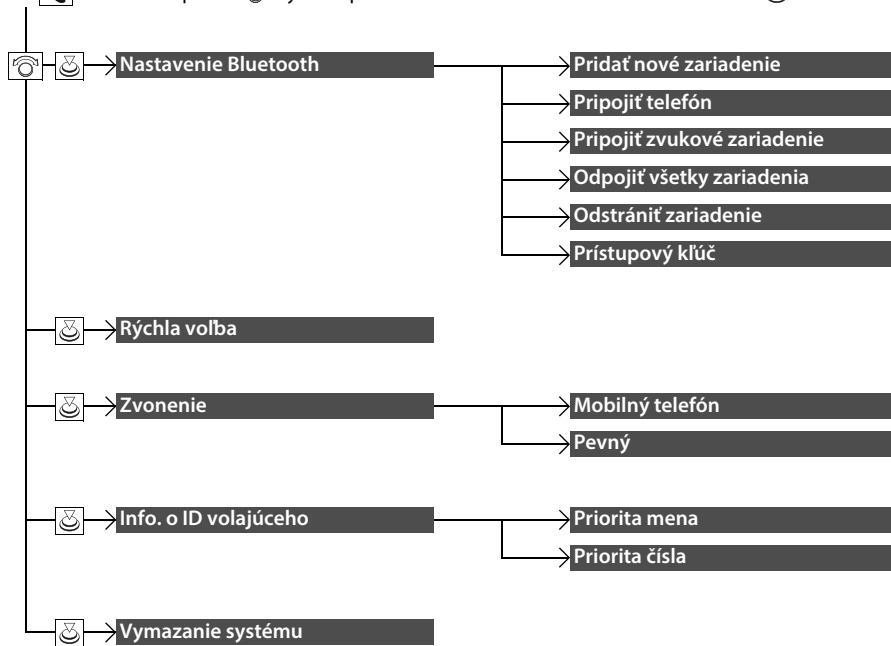 Nastavenie Bluetooth
Pridať nové zariadenie
Pripojiť telefón
Pripojiť zvukové zariadenie
Odpojiť všetky zariadenia
Odstrániť zariadenie
Prístupový kľúč
Rýchla voľba
Zvonenie
Mobilný telefón
Pevný
Info. o ID volajúceho
Priorita mena
Priorita čísla
Vymazanie systému